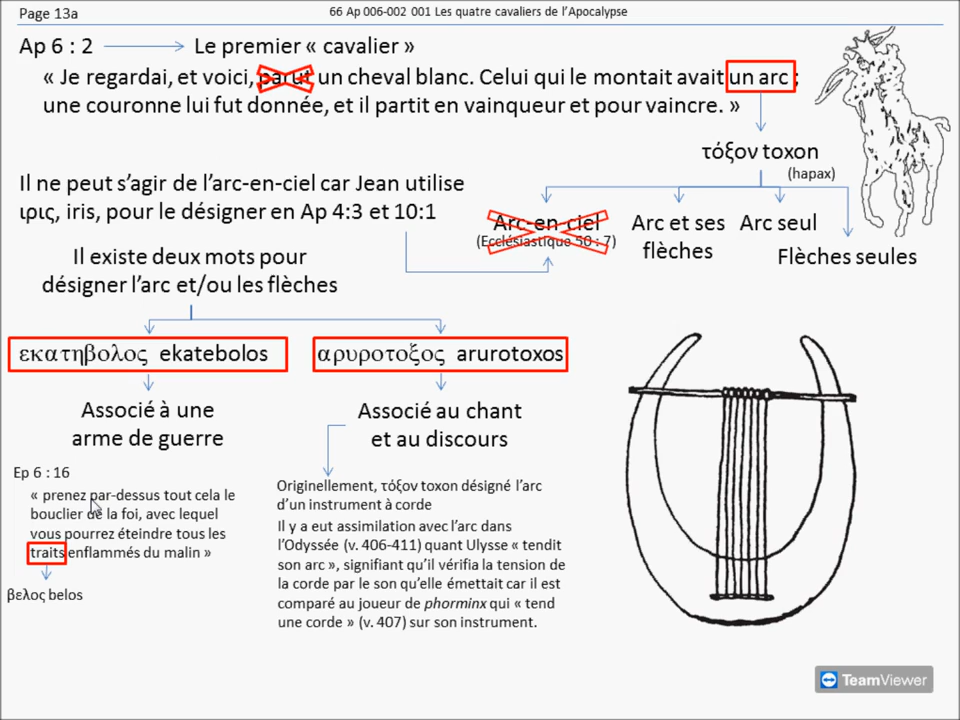 Page 13a
66 Ap 006-002 001 Les quatre cavaliers de l’Apocalypse
Ap 6 : 2
Le premier « cavalier »
« Je regardai, et voici, parut un cheval blanc. Celui qui le montait avait un arc ;
une couronne lui fut donnée, et il partit en vainqueur et pour vaincre. »
τόξον toxon
(hapax)
Il ne peut s’agir de l’arc-en-ciel car Jean utilise
ιρις, iris, pour le désigner en Ap 4:3 et 10:1
Arc-en-ciel
(Ecclésiastique 50 : 7)
Arc et ses
flèches
Arc seul
Flèches seules
Il existe deux mots pour
désigner l’arc et/ou les flèches
εκατηβολος ekatebolos
αρυροτοξος arurotoxos
Associé à une
arme de guerre
Associé au chant
et au discours
Ep 6 : 16
« prenez par-dessus tout cela le
bouclier de la foi, avec lequel
vous pourrez éteindre tous les
traits enflammés du malin »
βελος belos
Originellement, τόξον toxon désigné l’arc
d’un instrument à corde
Il y a eut assimilation avec l’arc dans
l’Odyssée (v. 406-411) quant Ulysse « tendit
son arc », signifiant qu’il vérifia la tension de
la corde par le son qu’elle émettait car il est
comparé au joueur de phorminx qui « tend
une corde » (v. 407) sur son instrument.
TeamViewer